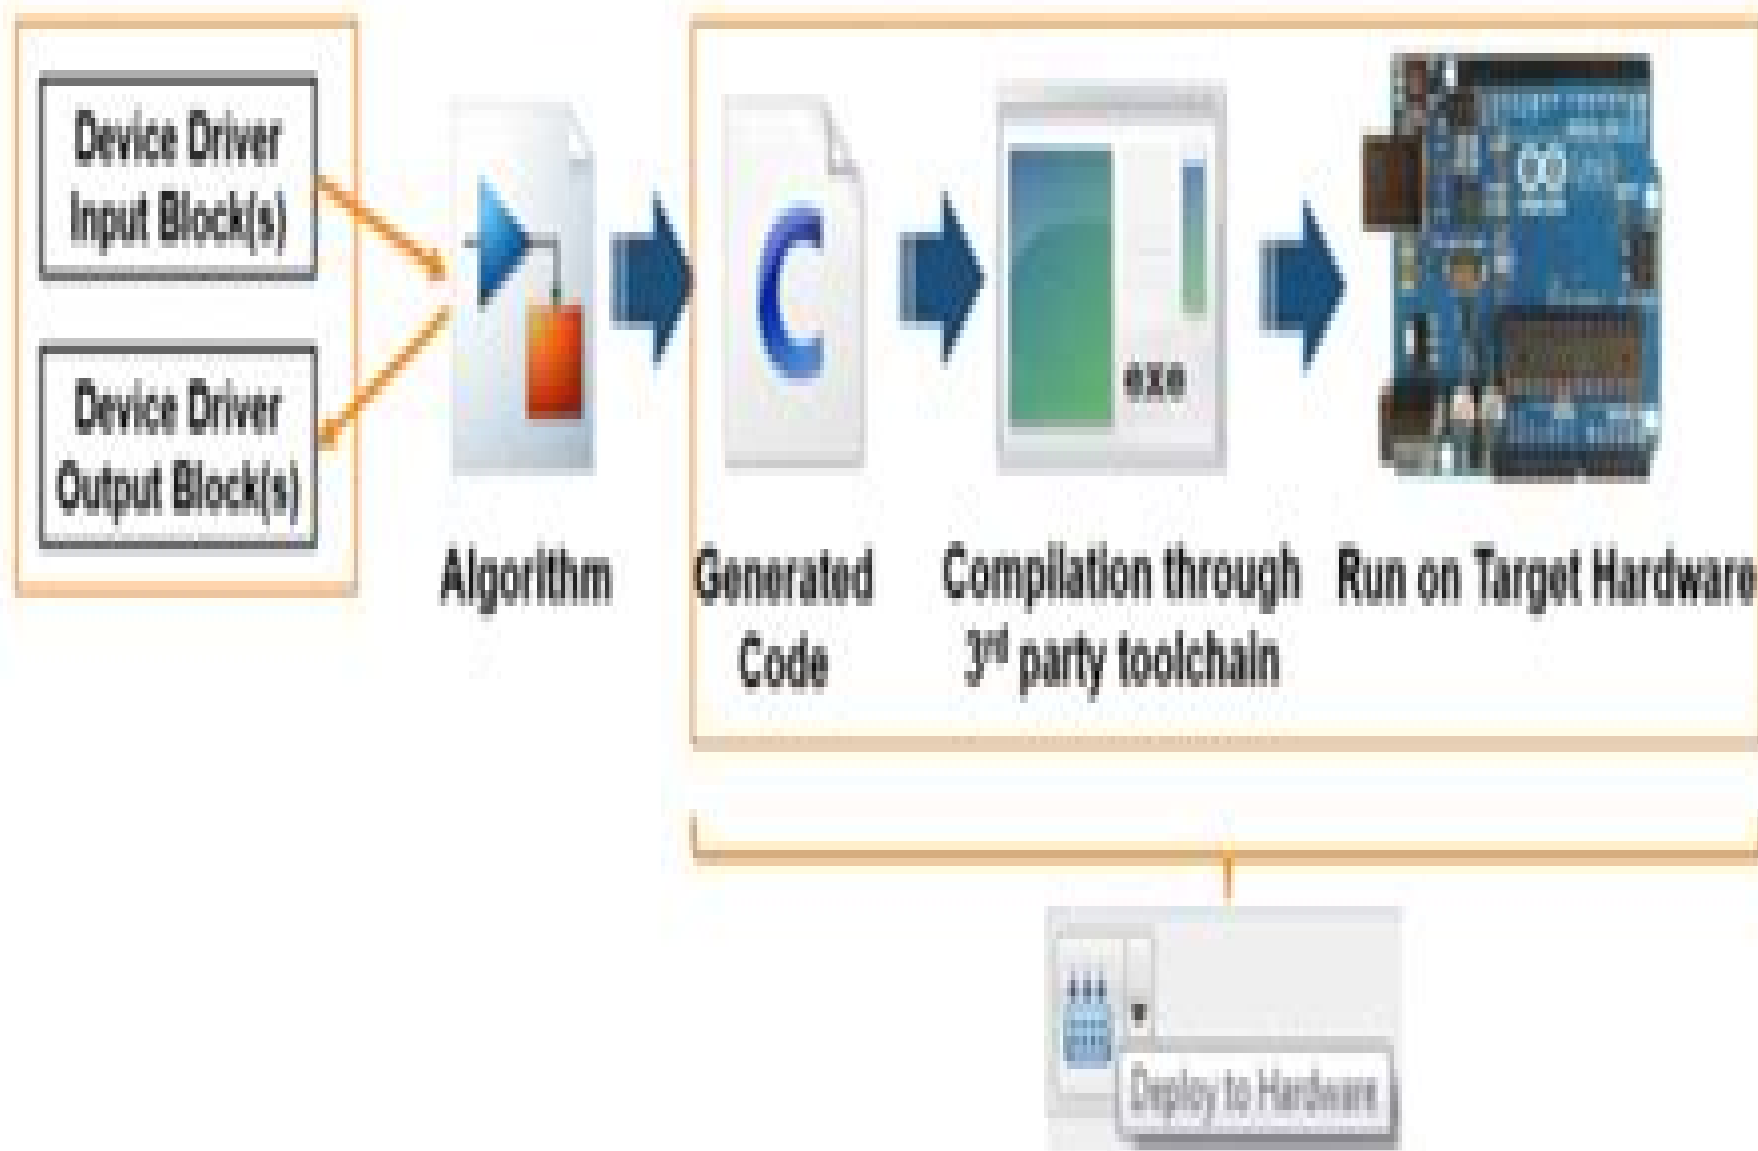 Device Driver
Input Block(s)
Device Driver
Output Block(s)
Algorithm
C
Generated
Code
exe
Compilation through
3rd party toolchain
Run on Target Hardware
Deploy to Hardware